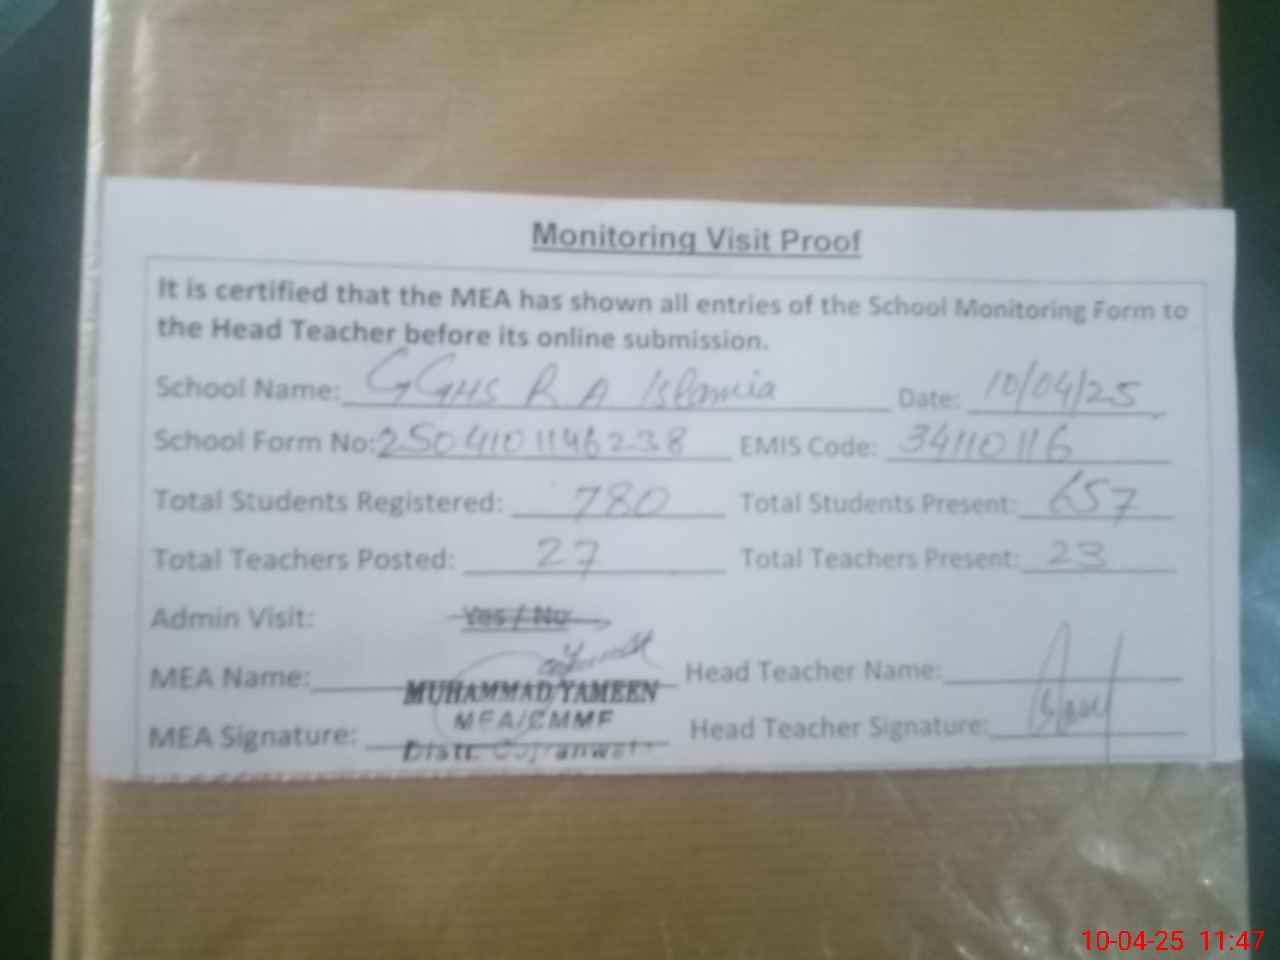 Monitoring Visit Proof
It is certified that the MEA has shown all entries of the School Monitoring Form to
the Head Teacher before its online submission.
School Name: GGHS R A Islamia Date: 10/04/25
School Form No: 2504101146238 EMIS Code: 34110116
Total Students Registered: 780 Total Students Present: 657
Total Teachers Posted: 27 Total Teachers Present: 23
Admin Visit: Yes / No
MEA Name: MUHAMMAD YAMEEN Head Teacher Name:
MEA/CMMF
MEA Signature: Distt. Gujranwala Head Teacher Signature:
10-04-25 11:47